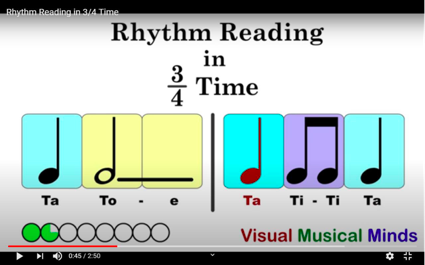 Rhythm Reading in 3/4 Time
Rhythm Reading
in
3/4 Time
Ta To - e Ta Ti - Ti Ta
Visual Musical Minds
0:45 / 2:50